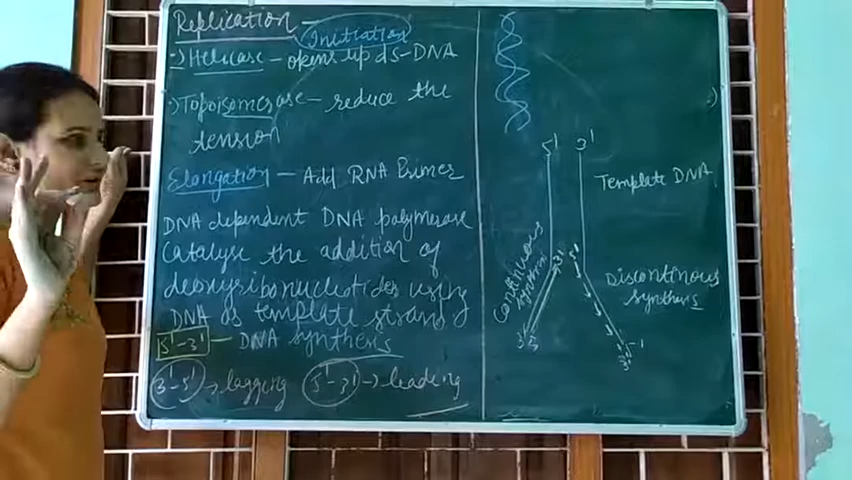 Replication -
Initiation
-) Helicase - opens up ds-DNA
-) Topoisomerase - reduce the
tension
Elongation - Add RNA Primer
DNA dependent DNA polymerase
Catalyse the addition of
deoxyribonucleotides using
DNA as template strand
5'-3' - DNA synthesis
3'-5' → lagging 5'-3' → leading
5' 3'
Template DNA
Continuous
synthesis
3' 5'
Discontinous
synthesis